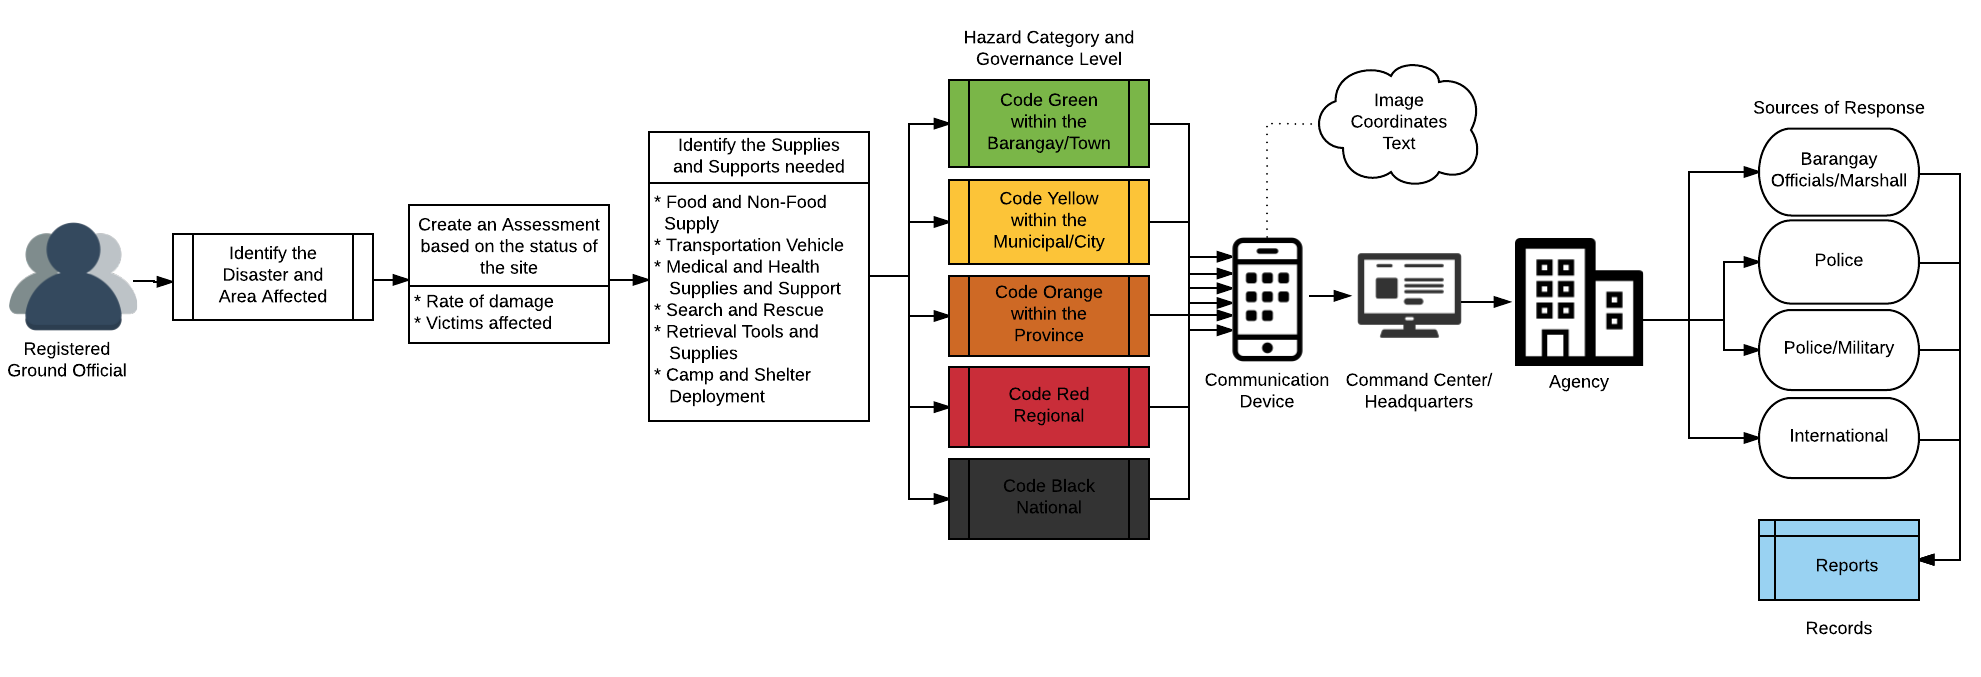 Registered
Ground Official
Identify the
Disaster and
Area Affected
Create an Assessment
based on the status of
the site
* Rate of damage
* Victims affected
Identify the Supplies
and Supports needed
* Food and Non-Food
Supply
* Transportation Vehicle
* Medical and Health
Supplies and Support
* Search and Rescue
* Retrieval Tools and
Supplies
* Camp and Shelter
Deployment
Hazard Category and
Governance Level
Code Green
within the
Barangay/Town
Code Yellow
within the
Municipal/City
Code Orange
within the
Province
Code Red
Regional
Code Black
National
Image
Coordinates
Text
Communication
Device
Command Center/
Headquarters
Agency
Sources of Response
Barangay
Officials/Marshall
Police
Police/Military
International
Reports
Records